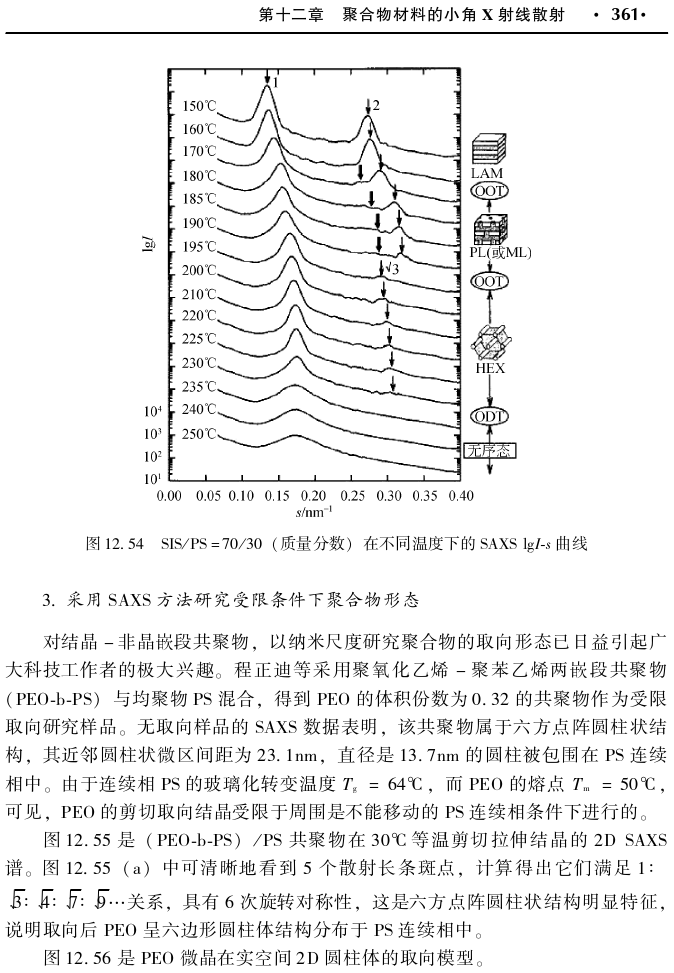 第十二章 聚合物材料的小角 X 射线散射 · 361·
1
2
150℃
160℃
170℃
180℃
185℃
190℃
195℃
√3
200℃
210℃
220℃
225℃
230℃
235℃
240℃
250℃
lgI
10⁴
10³
10²
10¹
0.00 0.05 0.10 0.15 0.20 0.25 0.30 0.35 0.40
s/nm⁻¹
LAM
OOT
PL(或ML)
OOT
HEX
ODT
无序态
图 12.54 SIS/PS = 70/30（质量分数）在不同温度下的 SAXS lgI-s 曲线
3. 采用 SAXS 方法研究受限条件下聚合物形态
对结晶 – 非晶嵌段共聚物，以纳米尺度研究聚合物的取向形态已日益引起广
大科技工作者的极大兴趣。程正迪等采用聚氧化乙烯 – 聚苯乙烯两嵌段共聚物
(PEO-b-PS) 与均聚物 PS 混合，得到 PEO 的体积份数为 0.32 的共聚物作为受限
取向研究样品。无取向样品的 SAXS 数据表明，该共聚物属于六方点阵圆柱状结
构，其近邻圆柱状微区间距为 23.1nm，直径是 13.7nm 的圆柱被包围在 PS 连续
相中。由于连续相 PS 的玻璃化转变温度 Tg = 64℃，而 PEO 的熔点 Tm = 50℃，
可见，PEO 的剪切取向结晶受限于周围是不能移动的 PS 连续相条件下进行的。
图 12.55 是（PEO-b-PS）/PS 共聚物在 30℃ 等温剪切拉伸结晶的 2D SAXS
谱。图 12.55（a）中可清晰地看到 5 个散射长条斑点，计算得出它们满足 1：
√3：√4：√7：√9…关系，具有 6 次旋转对称性，这是六方点阵圆柱状结构明显特征，
说明取向后 PEO 呈六边形圆柱体结构分布于 PS 连续相中。
图 12.56 是 PEO 微晶在实空间 2D 圆柱体的取向模型。